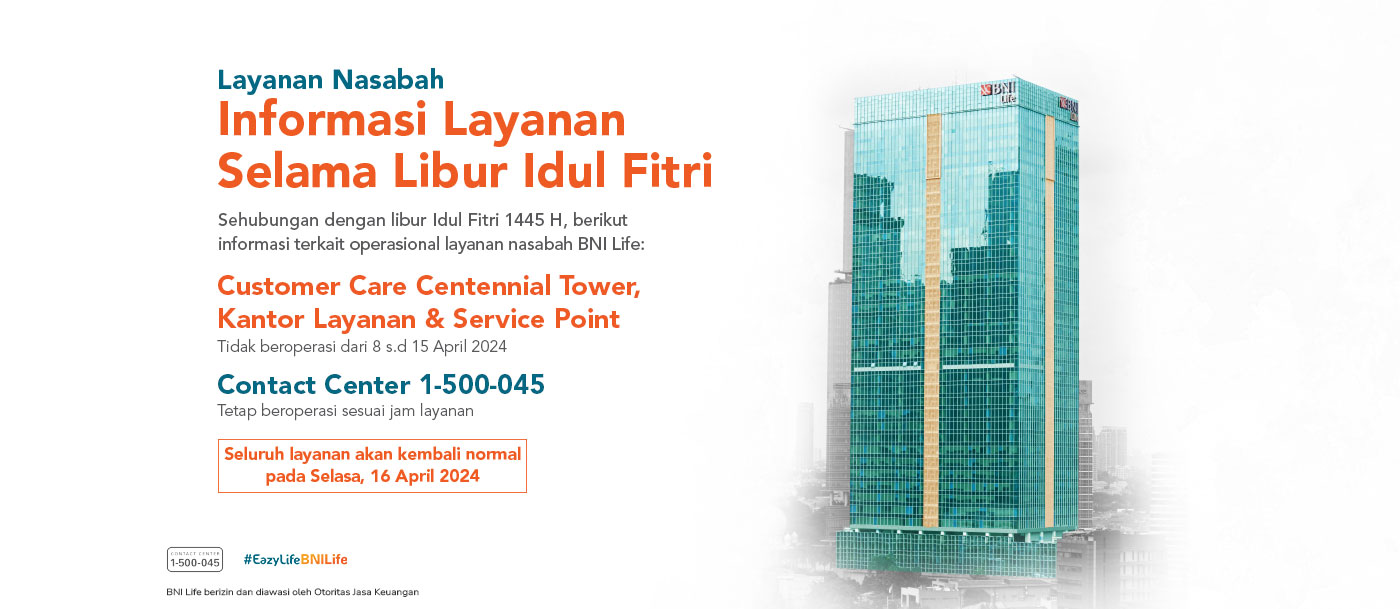 Layanan Nasabah
Informasi Layanan
Selama Libur Idul Fitri
Sehubungan dengan libur Idul Fitri 1445 H, berikut
informasi terkait operasional layanan nasabah BNI Life:
Customer Care Centennial Tower,
Kantor Layanan & Service Point
Tidak beroperasi dari 8 s.d 15 April 2024
Contact Center 1-500-045
Tetap beroperasi sesuai jam layanan
Seluruh layanan akan kembali normal
pada Selasa, 16 April 2024
CONTACT CENTER
1-500-045
#EazyLifeBNILife
BNI Life berizin dan diawasi oleh Otoritas Jasa Keuangan
BNI
Life
BNI
Life